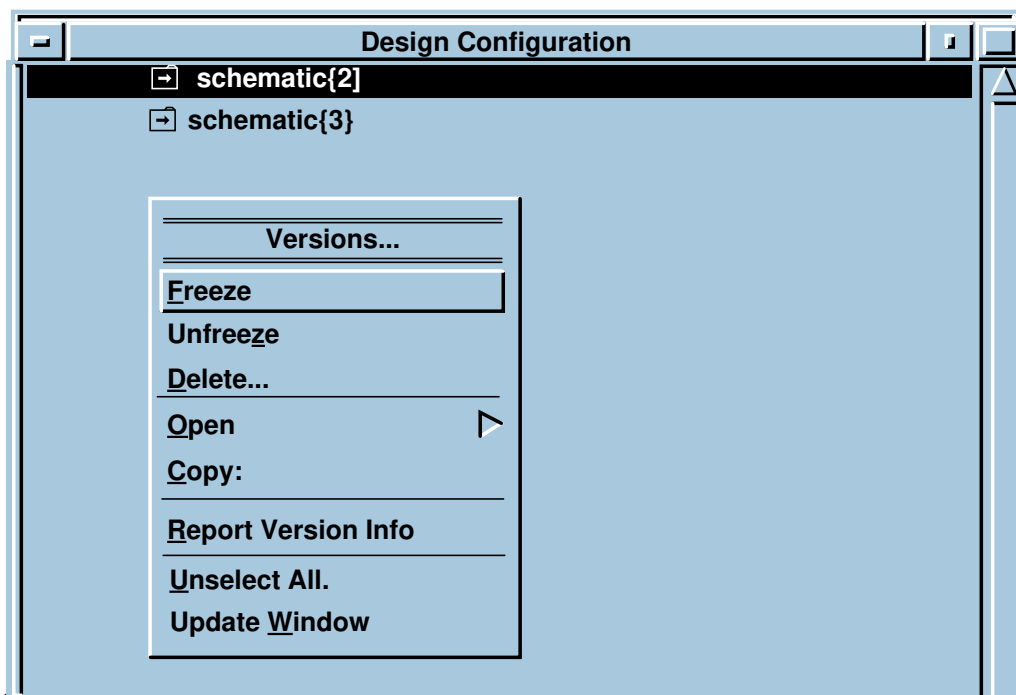 Design Configuration
schematic{2]
schematic{3}
Versions...
Freeze
Unfreeze
Delete...
Open
Copy:
Report Version Info
Unselect All.
Update Window